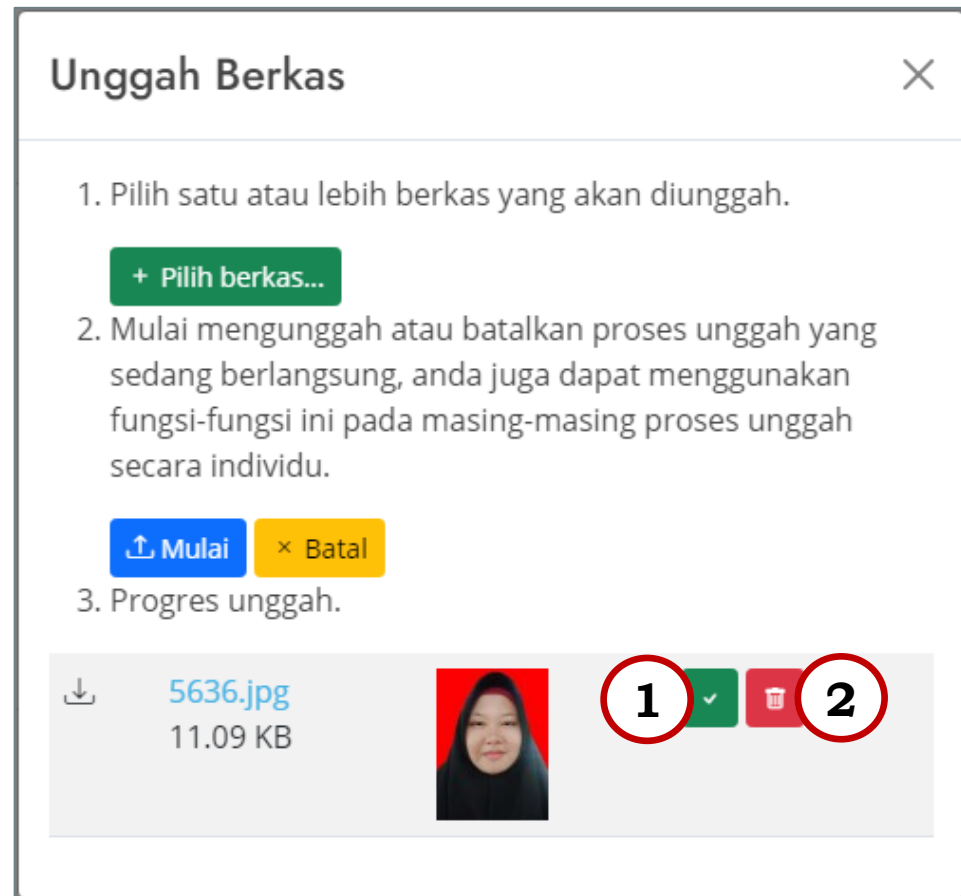 Unggah Berkas
1. Pilih satu atau lebih berkas yang akan diunggah.
+ Pilih berkas...
2. Mulai mengunggah atau batalkan proses unggah yang
sedang berlangsung, anda juga dapat menggunakan
fungsi-fungsi ini pada masing-masing proses unggah
secara individu.
Mulai × Batal
3. Progres unggah.
5636.jpg 1 2
11.09 KB